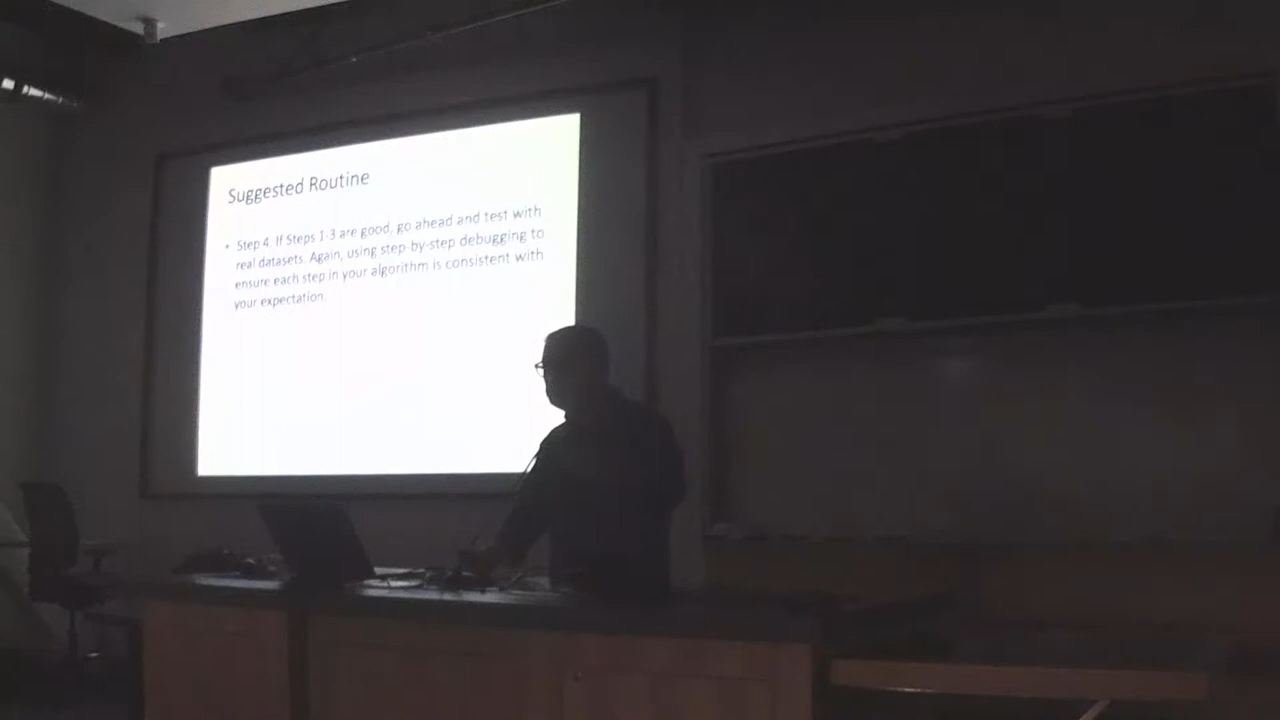 Suggested Routine
• Step 4. If Steps 1-3 are good, go ahead and test with
real datasets. Again, using step-by-step debugging to
ensure each step in your algorithm is consistent with
your expectation.